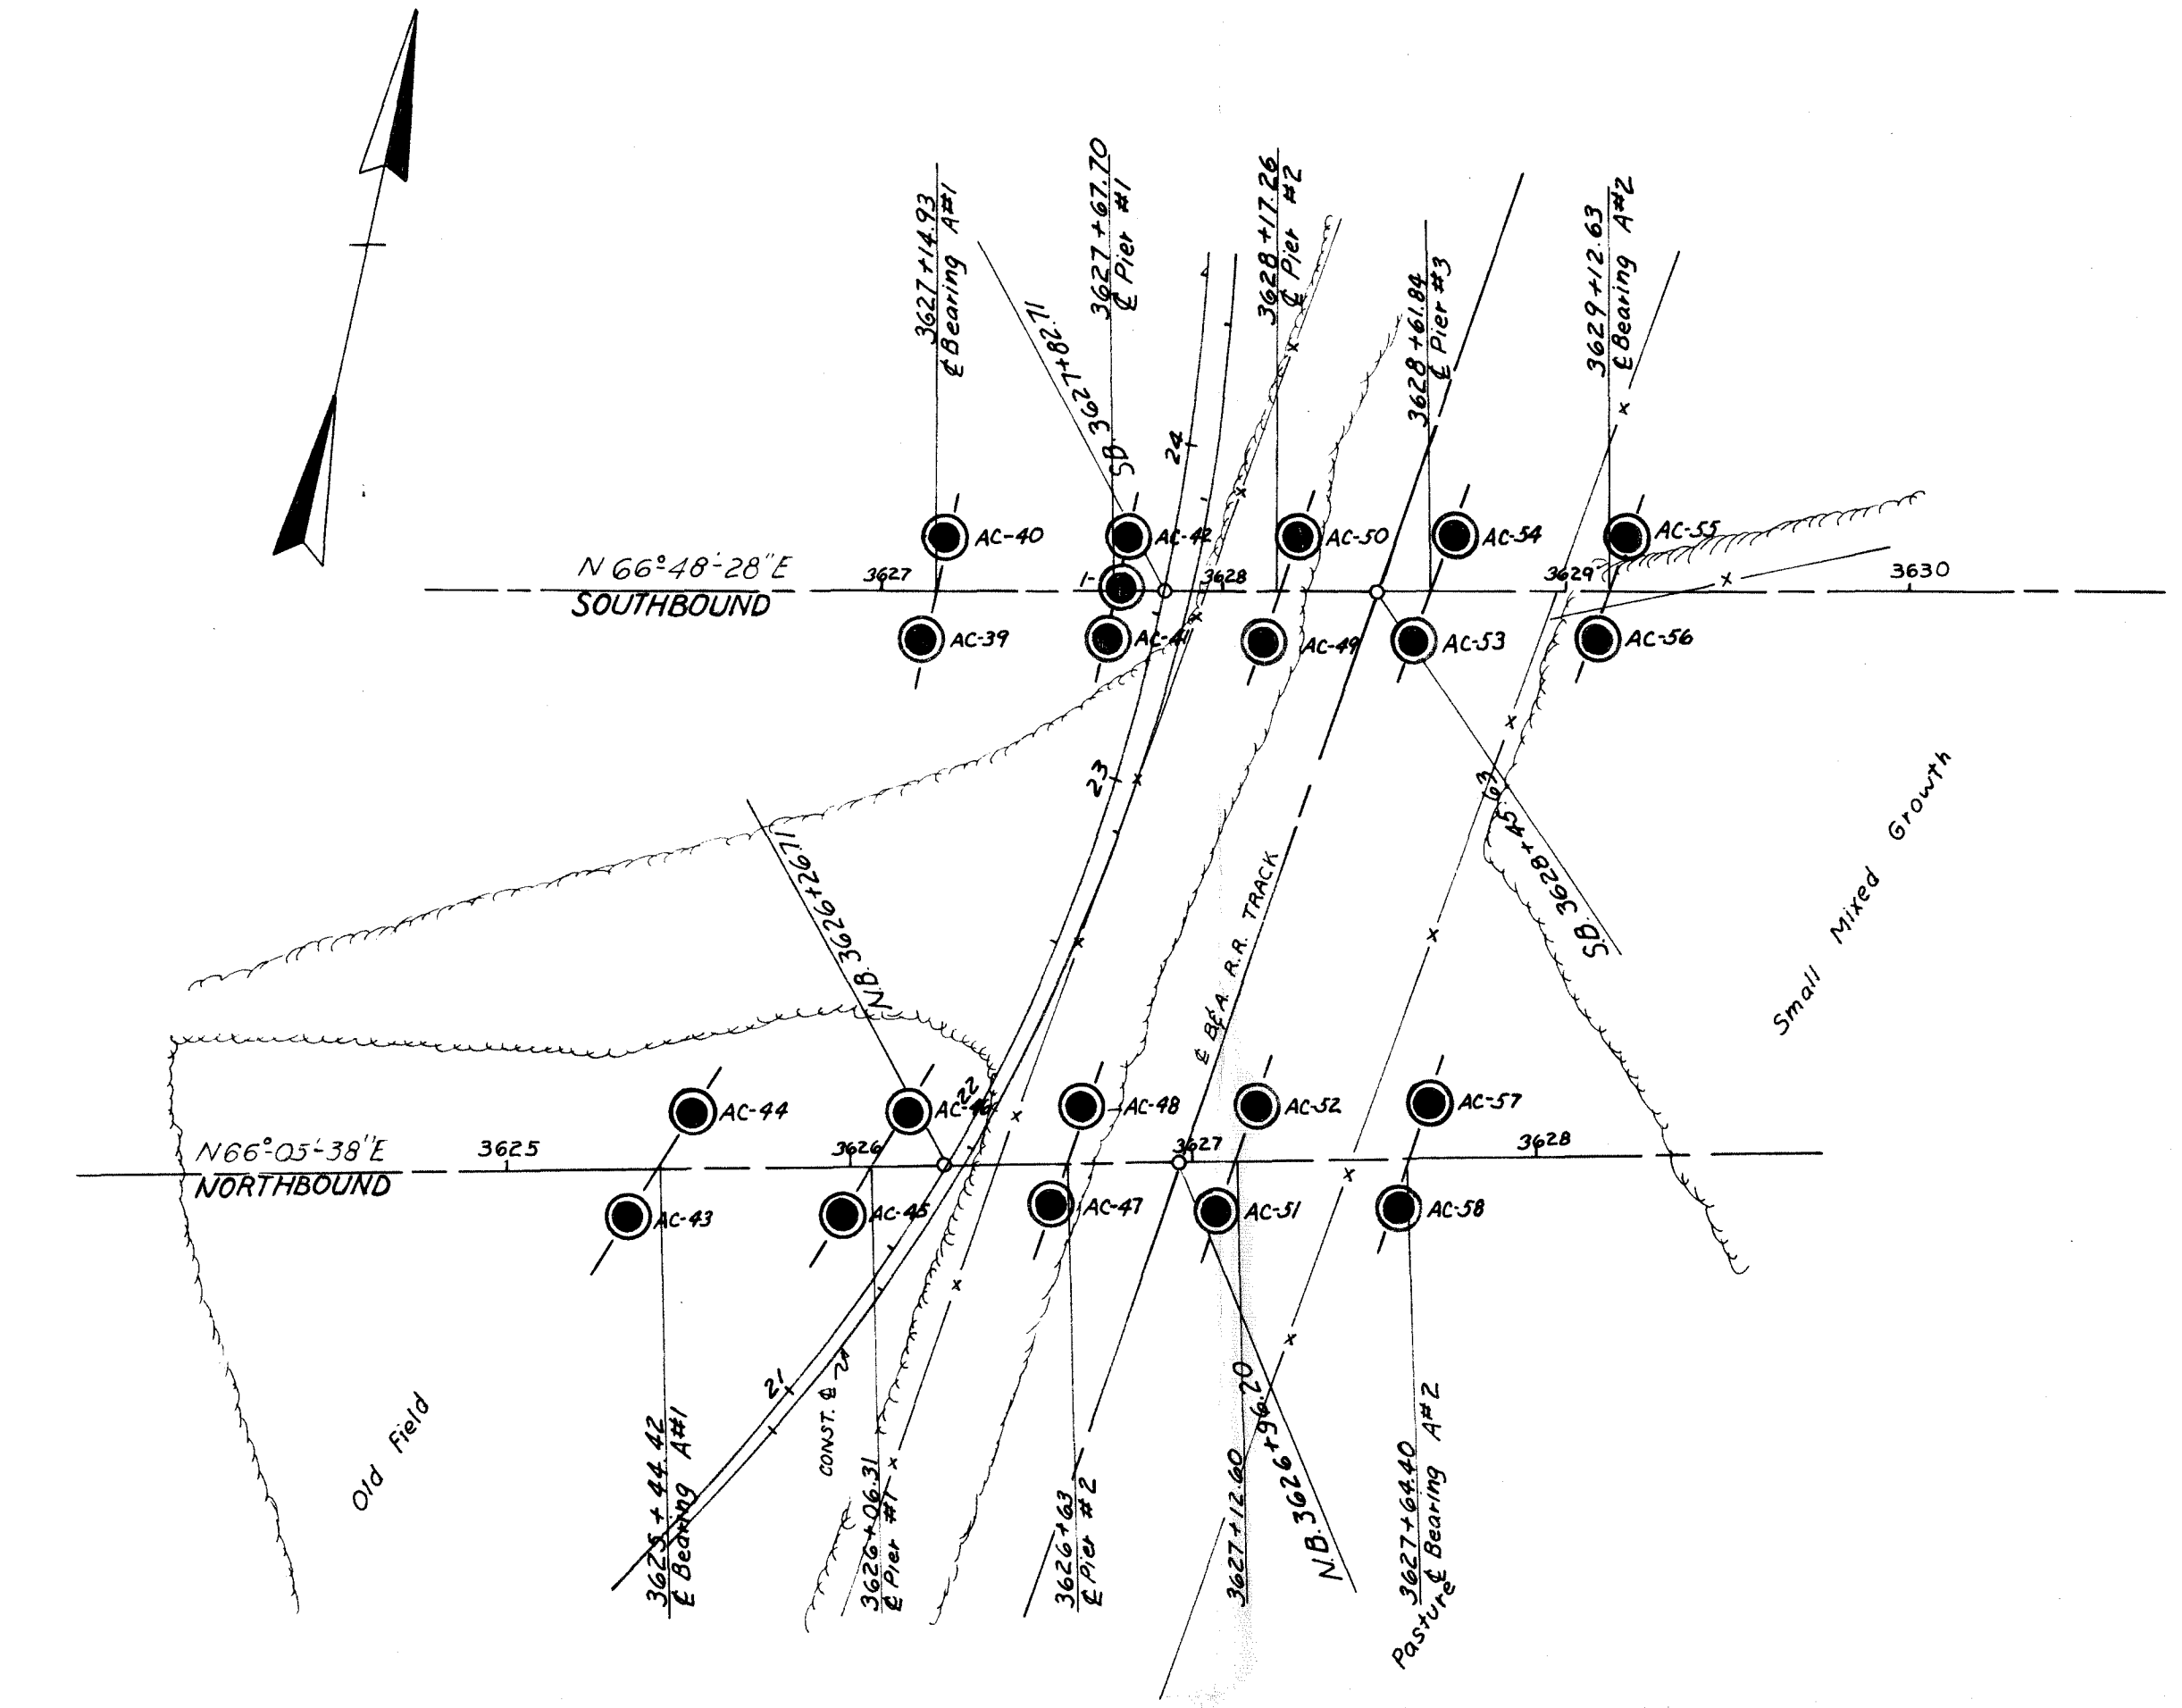 3627+14.93
℄ Bearing A#1
3627+67.70
℄ Pier #1
3628+17.26
℄ Pier #2
3628+61.84
℄ Pier #3
3629+12.63
℄ Bearing A#2
S.B. 3627+82.71
24
AC-40
AC-42
AC-50
AC-54
AC-55
N 66°-48'-28" E
SOUTHBOUND
3627
1-
3628
3629
3630
AC-39
AC-41
AC-49
AC-53
AC-56
23
S.B. 3628+45.63
Small Mixed Growth
N.B. 3626+26.71
℄ B&A. R.R. TRACK
22
AC-44
AC-46
AC-48
AC-52
AC-57
N66°-05'-38"E
NORTHBOUND
3625
3626
3627
3628
AC-43
AC-45
AC-47
AC-51
AC-58
21
CONST. ℄ 21
Old Field
3625+44.42
℄ Bearing A#1
3626+06.31
℄ Pier #1
3626+63
℄ Pier #2
3627+12.60
N.B. 3626+96.20
3627+64.40
℄ Bearing A#2
Pasture